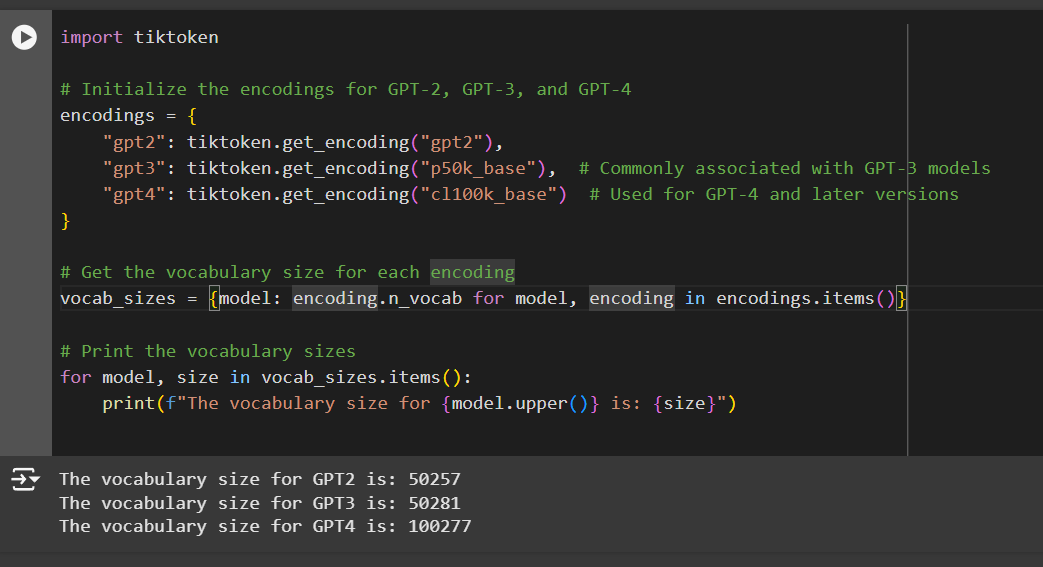 import tiktoken
# Initialize the encodings for GPT-2, GPT-3, and GPT-4
encodings = {
    "gpt2": tiktoken.get_encoding("gpt2"),
    "gpt3": tiktoken.get_encoding("p50k_base"),  # Commonly associated with GPT-3 models
    "gpt4": tiktoken.get_encoding("cl100k_base")  # Used for GPT-4 and later versions
}
# Get the vocabulary size for each encoding
vocab_sizes = {model: encoding.n_vocab for model, encoding in encodings.items()}
# Print the vocabulary sizes
for model, size in vocab_sizes.items():
    print(f"The vocabulary size for {model.upper()} is: {size}")
The vocabulary size for GPT2 is: 50257
The vocabulary size for GPT3 is: 50281
The vocabulary size for GPT4 is: 100277